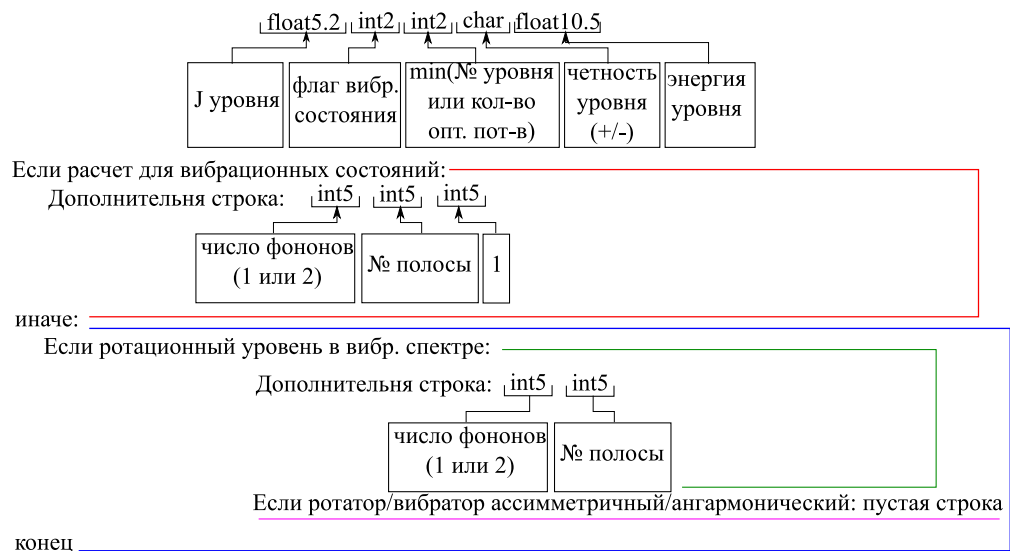 float5.2 int2 int2 char float10.5
J уровня
флаг вибр.
состояния
min(№ уровня
или кол-во
опт. пот-в)
четность
уровня
(+/-)
энергия
уровня
Если расчет для вибрационных состояний:
Дополнительня строка: int5 int5 int5
число фононов
(1 или 2)
№ полосы
1
иначе:
Если ротационный уровень в вибр. спектре:
Дополнительня строка: int5 int5
число фононов
(1 или 2)
№ полосы
Если ротатор/вибратор ассимметричный/ангармонический: пустая строка
конец